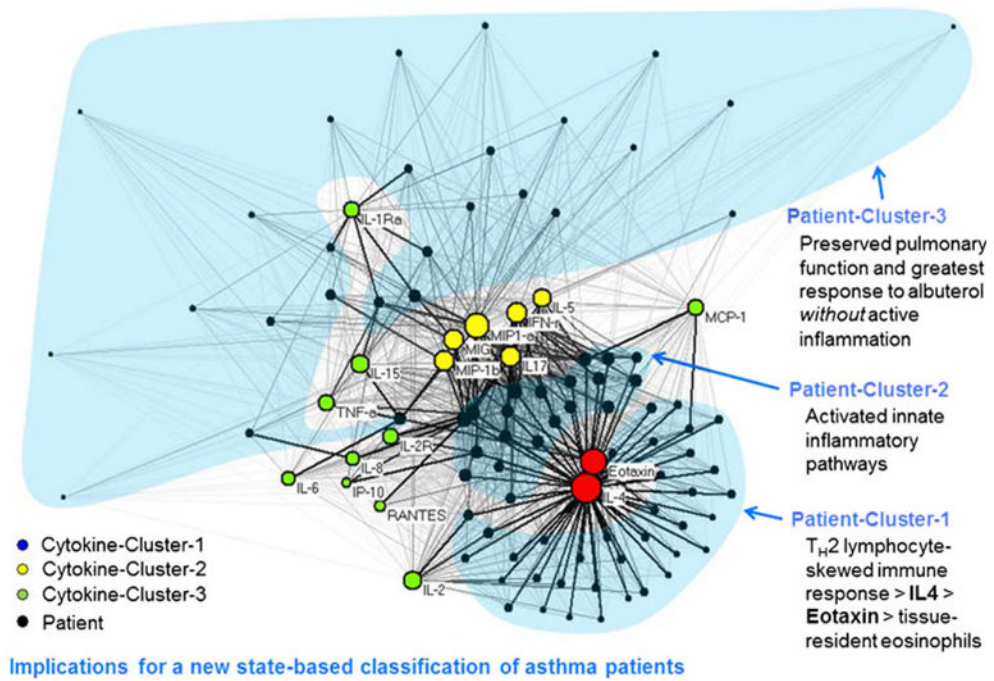 IL-1Ra
IL-5
IFN-r
MIP1-a
MIG
MIP-1b
IL17
MCP-1
IL-15
TNF-a
IL-2R
IL-8
IL-6
IP-10
RANTES
IL-2
Eotaxin
IL-4
Patient-Cluster-3
Preserved pulmonary
function and greatest
response to albuterol
without active
inflammation
Patient-Cluster-2
Activated innate
inflammatory
pathways
Patient-Cluster-1
TH2 lymphocyte-
skewed immune
response > IL4 >
Eotaxin > tissue-
resident eosinophils
Cytokine-Cluster-1
Cytokine-Cluster-2
Cytokine-Cluster-3
Patient
Implications for a new state-based classification of asthma patients